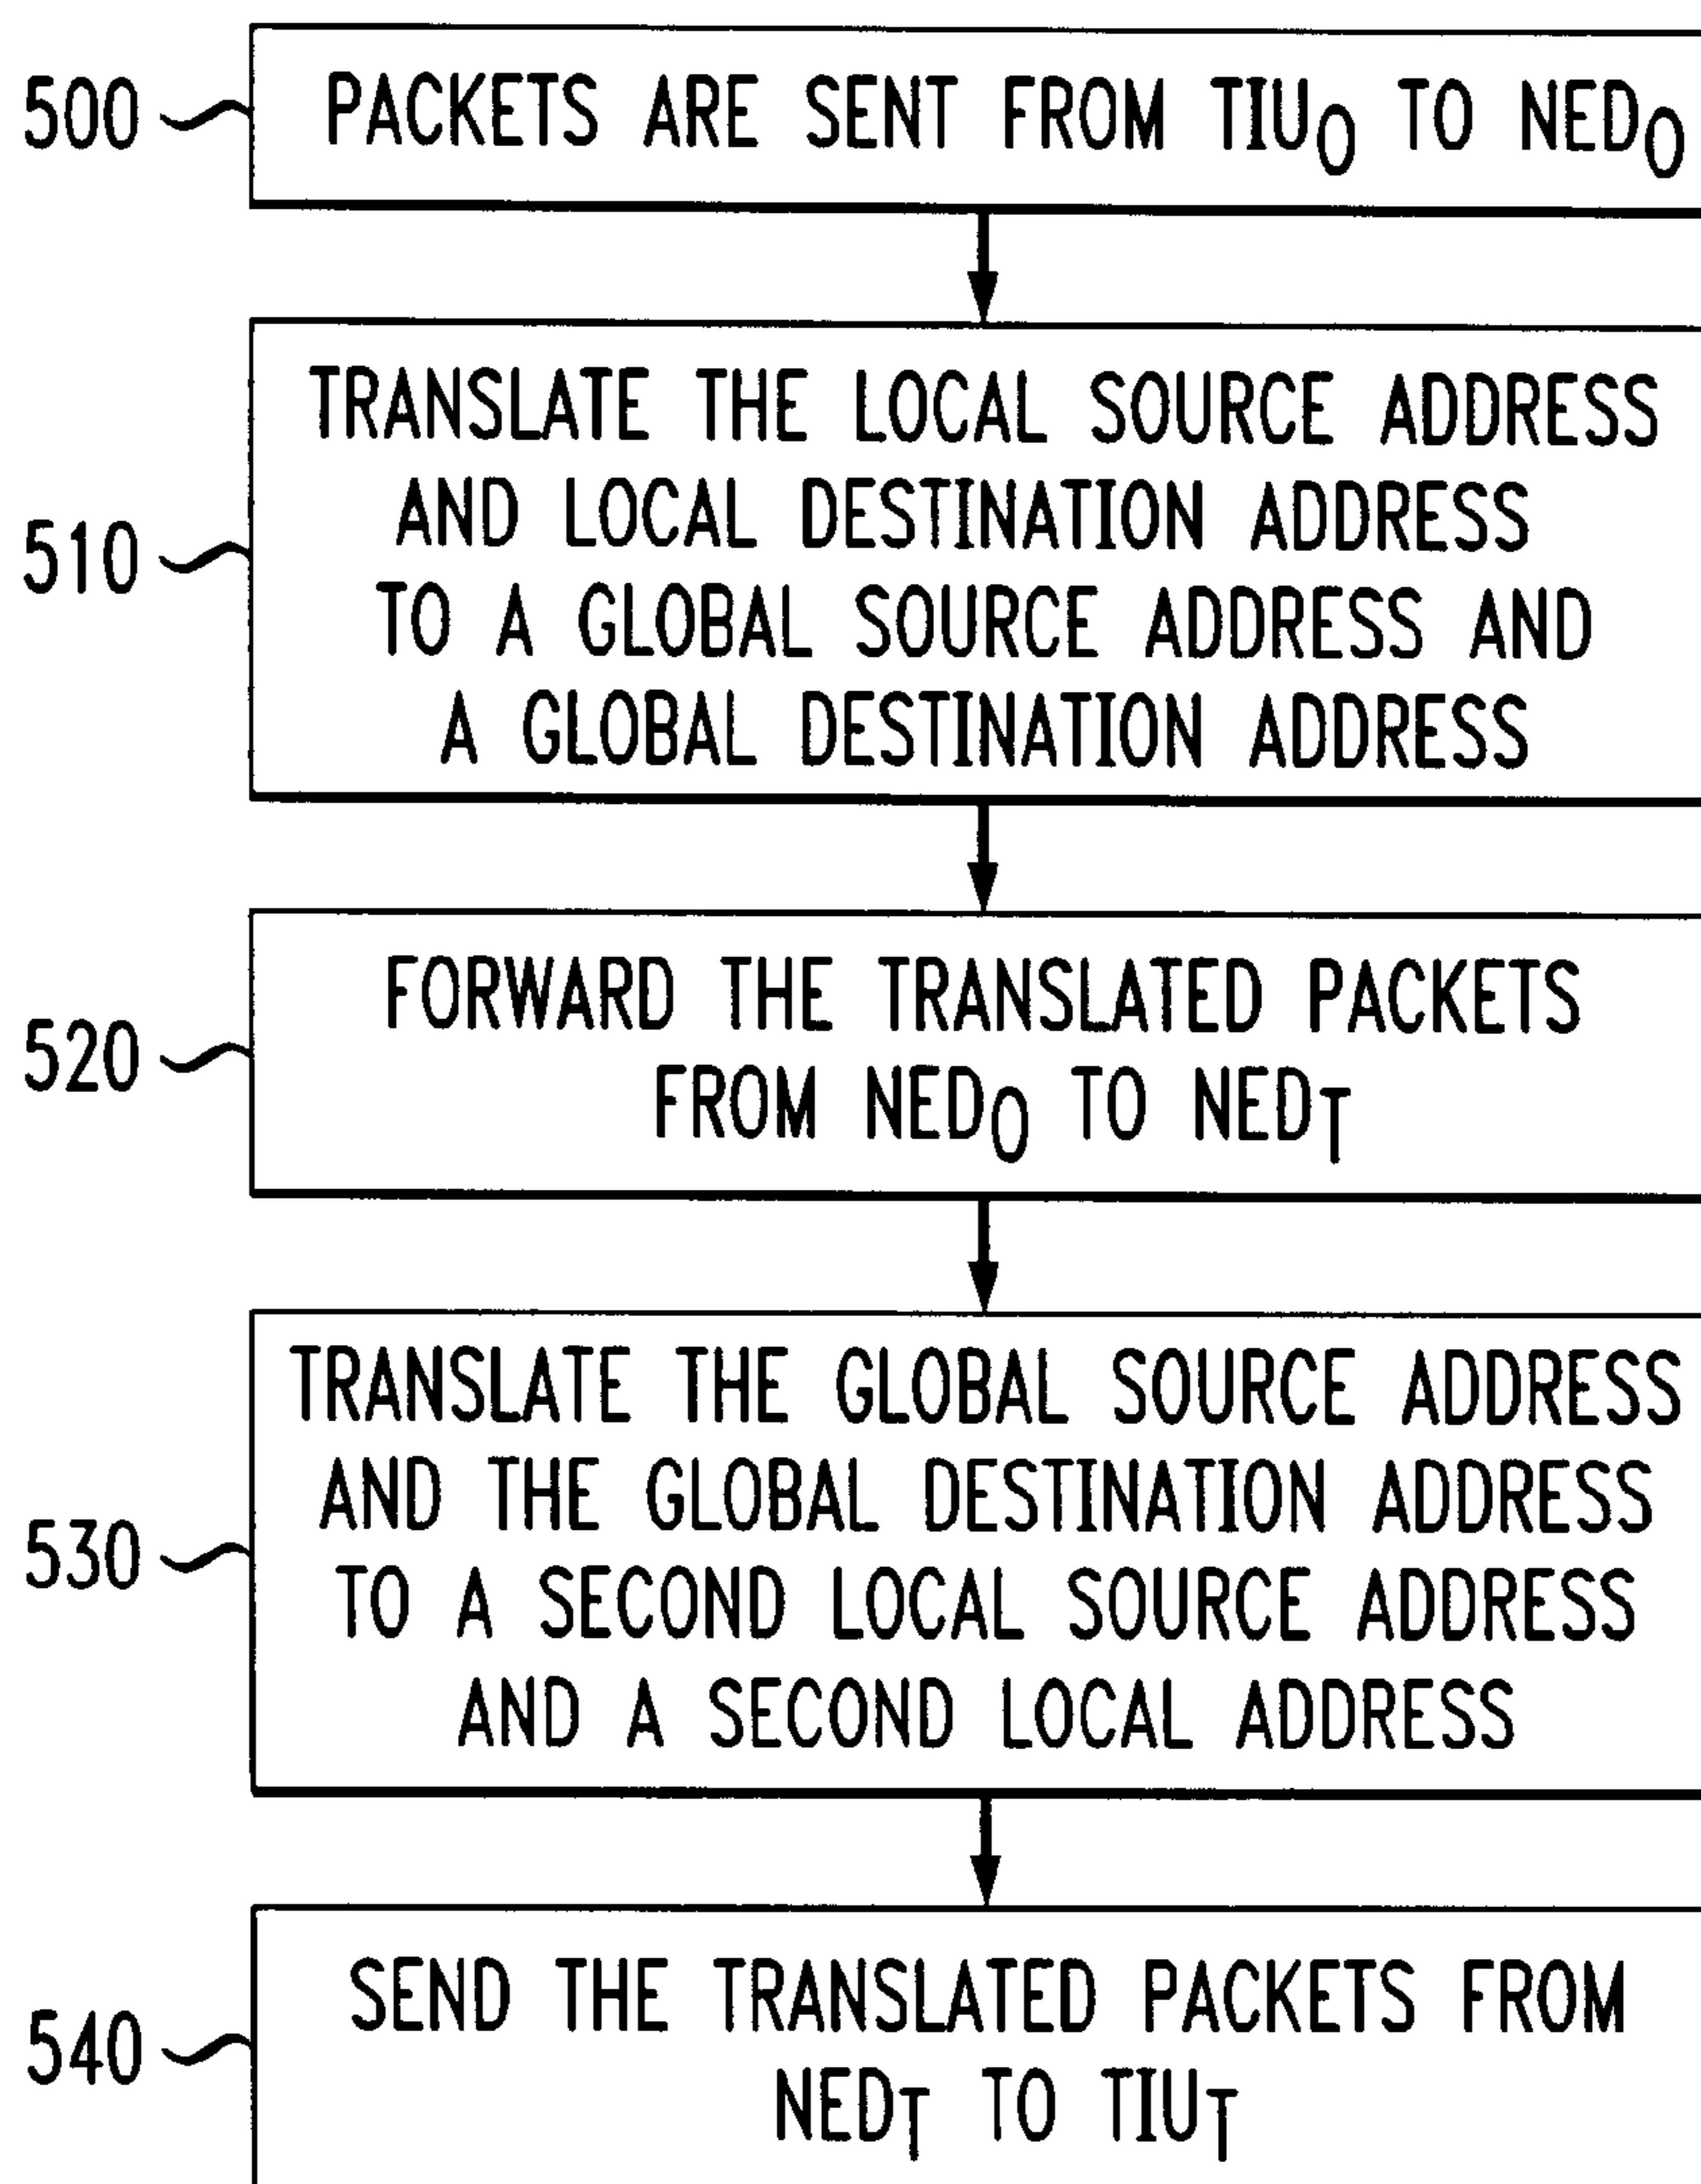 500
PACKETS ARE SENT FROM TIU₀ TO NED₀
TRANSLATE THE LOCAL SOURCE ADDRESS
AND LOCAL DESTINATION ADDRESS
510
TO A GLOBAL SOURCE ADDRESS AND
A GLOBAL DESTINATION ADDRESS
520
FORWARD THE TRANSLATED PACKETS
FROM NED₀ TO NEDT
TRANSLATE THE GLOBAL SOURCE ADDRESS
AND THE GLOBAL DESTINATION ADDRESS
530
TO A SECOND LOCAL SOURCE ADDRESS
AND A SECOND LOCAL ADDRESS
540
SEND THE TRANSLATED PACKETS FROM
NEDT TO TIUT